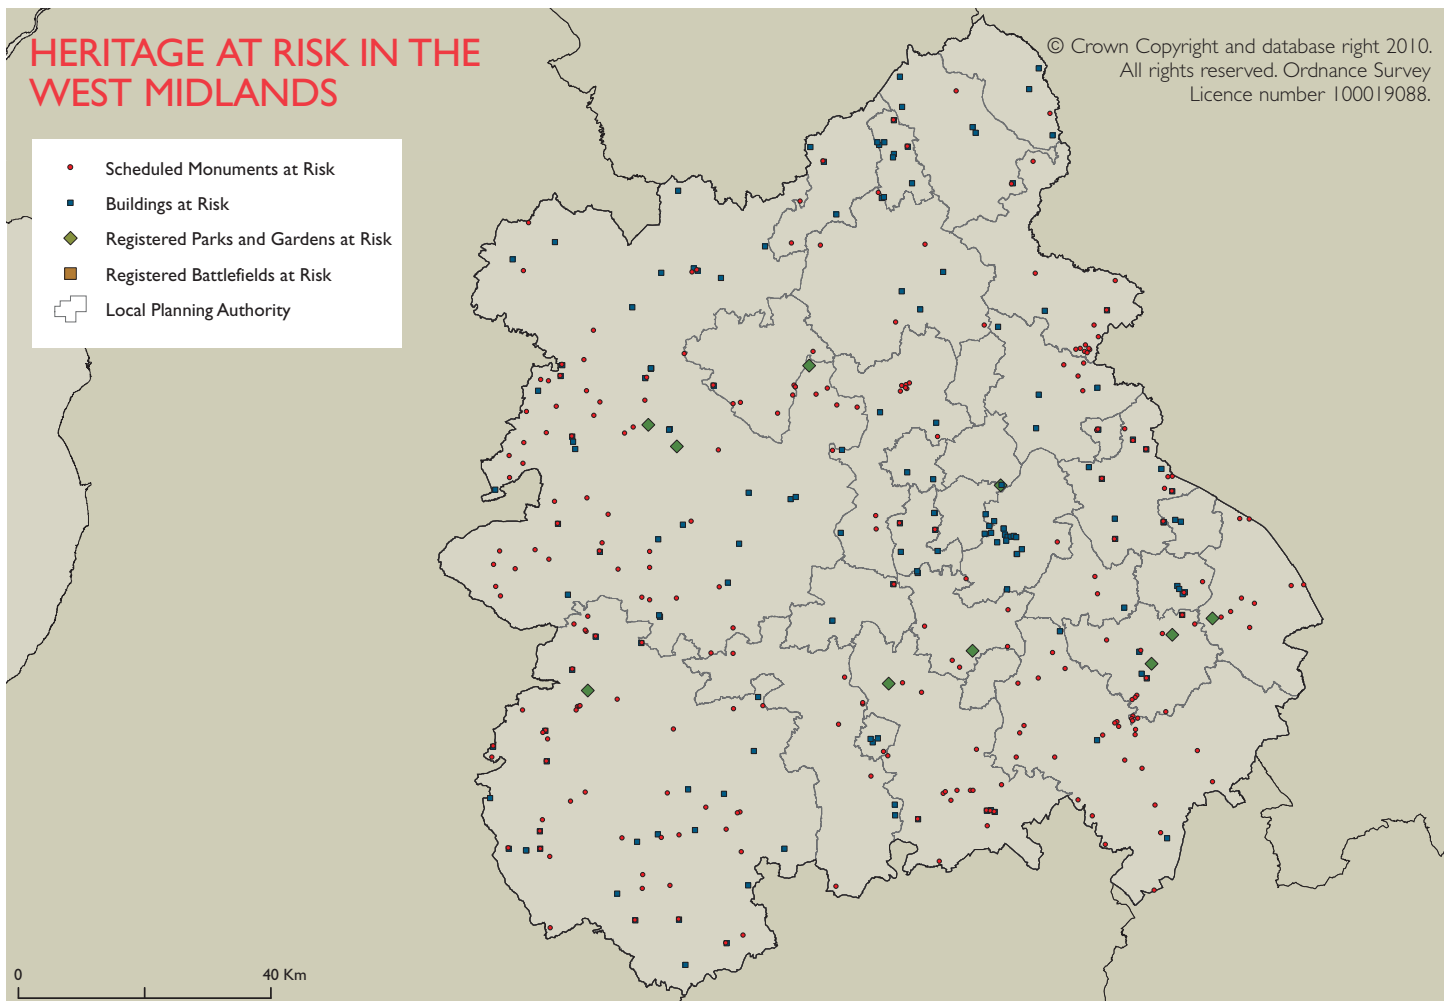 HERITAGE AT RISK IN THE
WEST MIDLANDS
© Crown Copyright and database right 2010.
All rights reserved. Ordnance Survey
Licence number 100019088.
Scheduled Monuments at Risk
Buildings at Risk
Registered Parks and Gardens at Risk
Registered Battlefields at Risk
Local Planning Authority
0
40 Km